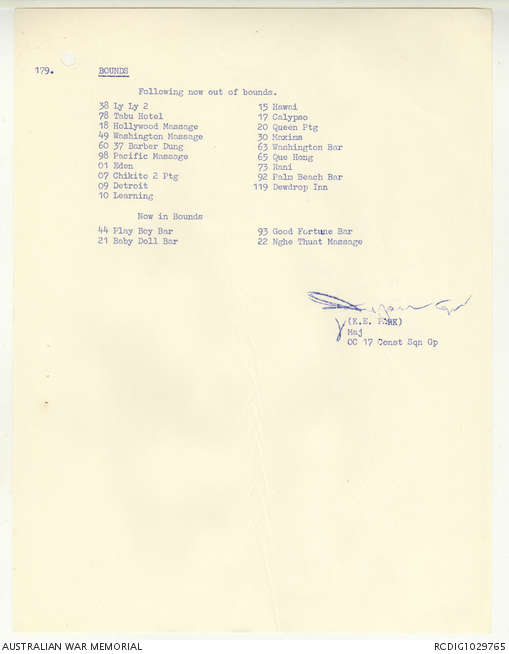 179. BOUNDS
Following now out of bounds.
38 Ly Ly 2
78 Tabu Hotel
18 Hollywood Massage
49 Washington Massage
60 37 Barber Dung
98 Pacific Massage
01 Eden
07 Chikito 2 Ptg
09 Detroit
10 Learning
15 Hawai
17 Calypso
20 Queen Ptg
30 Maxims
63 Washington Bar
65 Que Hang
73 Hani
92 Palm Beach Bar
119 Dewdrop Inn
Now in Bounds
44 Play Boy Bar
21 Baby Doll Bar
93 Good Fortune Bar
22 Nghe Thuat Massage
(E.E. PARK)
Maj
OC 17 Const Sqn Gp
AUSTRALIAN WAR MEMORIAL
RCDIG1029765